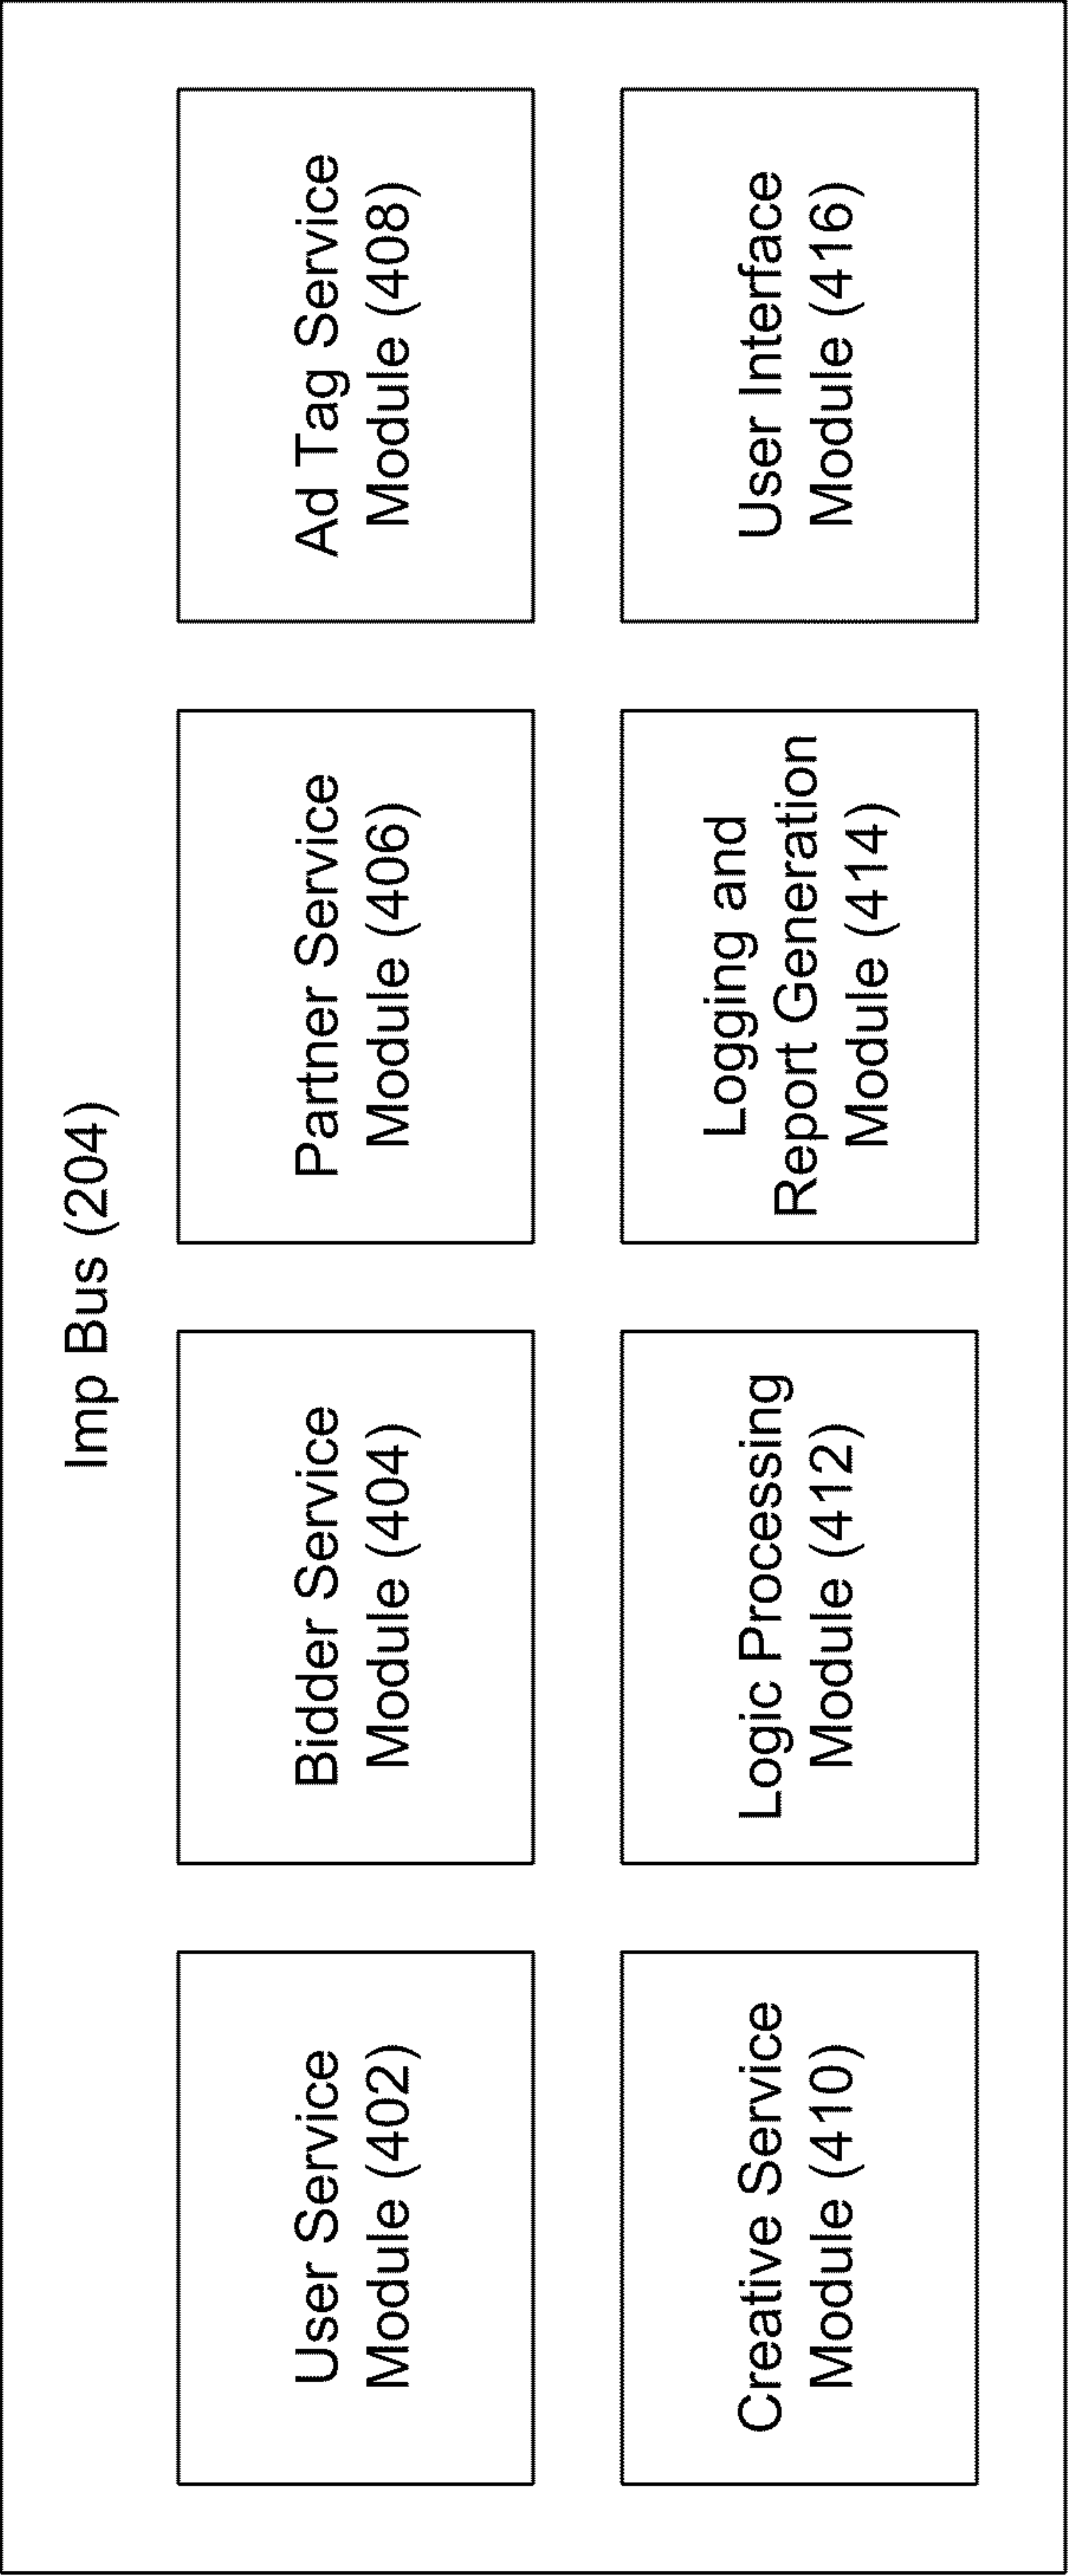 Imp Bus (204)
User Service
Module (402)
Bidder Service
Module (404)
Partner Service
Module (406)
Ad Tag Service
Module (408)
Creative Service
Module (410)
Logic Processing
Module (412)
Logging and
Report Generation
Module (414)
User Interface
Module (416)